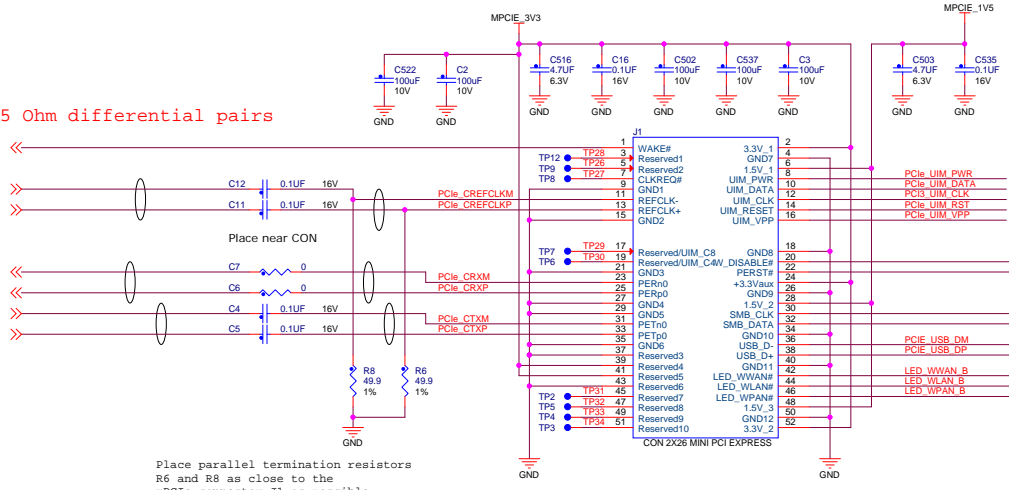 MPCIE_3V3
MPCIE_1V5
C522
100uF
10V
C2
100uF
10V
C516
4.7UF
6.3V
C16
0.1UF
16V
C502
100uF
10V
C537
100uF
10V
C3
100uF
10V
C503
4.7UF
6.3V
C535
0.1UF
16V
GND GND GND GND GND GND GND GND GND
5 Ohm differential pairs
J1
1 WAKE# 3.3V_1 2
TP12 TP28 3 Reserved1 GND7 4
TP9 TP26 5 Reserved2 1.5V_1 6
TP8 TP27 7 CLKREQ# UIM_PWR 8 PCIe_UIM_PWR
9 GND1 UIM_DATA 10 PCIe_UIM_DATA
C12 0.1UF 16V PCIe_CREFCLKM 11 REFCLK- UIM_CLK 12 PCI3_UIM_CLK
C11 0.1UF 16V PCIe_CREFCLKP 13 REFCLK+ UIM_RESET 14 PCIe_UIM_RST
15 GND2 UIM_VPP 16 PCIe_UIM_VPP
Place near CON
TP7 TP29 17 Reserved/UIM_C8 GND8 18
TP6 TP30 19 Reserved/UIM_C4 W_DISABLE# 20
21 GND3 PERST# 22
C7 0 PCIe_CRXM 23 PERn0 +3.3Vaux 24
C6 0 PCIe_CRXP 25 PERp0 GND9 26
27 GND4 1.5V_2 28
29 GND5 SMB_CLK 30
C4 0.1UF 16V PCIe_CTXM 31 PETn0 SMB_DATA 32
C5 0.1UF 16V PCIe_CTXP 33 PETp0 GND10 34
35 GND6 USB_D- 36 PCIE_USB_DM
37 Reserved3 USB_D+ 38 PCIE_USB_DP
39 Reserved4 GND11 40
41 Reserved5 LED_WWAN# 42 LED_WWAN_B
43 Reserved6 LED_WLAN# 44 LED_WLAN_B
TP2 TP31 45 Reserved7 LED_WPAN# 46 LED_WPAN_B
TP5 TP32 47 Reserved8 1.5V_3 48
TP4 TP33 49 Reserved9 GND12 50
TP3 TP34 51 Reserved10 3.3V_2 52
CON 2X26 MINI PCI EXPRESS
R8
49.9
1%
R6
49.9
1%
GND
GND
GND
Place parallel termination resistors
R6 and R8 as close to the